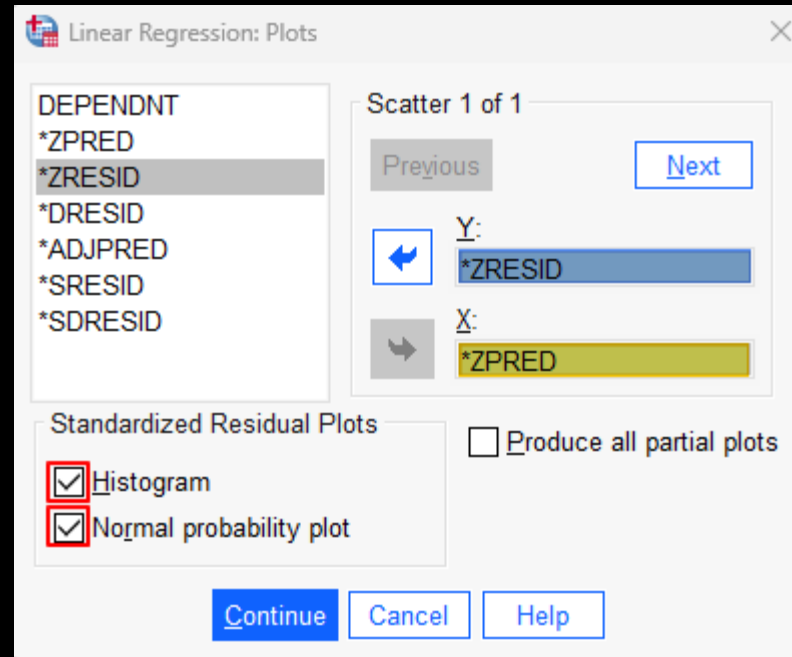 Linear Regression: Plots
DEPENDNT
*ZPRED
*ZRESID
*DRESID
*ADJPRED
*SRESID
*SDRESID
Scatter 1 of 1
Previous
Next
Y:
*ZRESID
X:
*ZPRED
Standardized Residual Plots
Histogram
Normal probability plot
Produce all partial plots
Continue
Cancel
Help